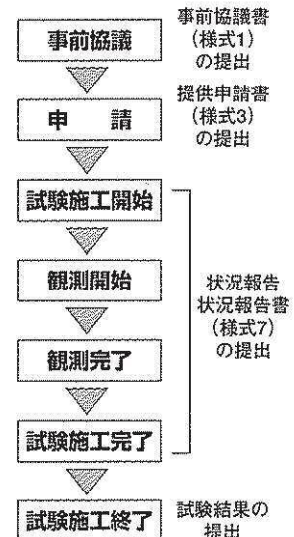 事前協議
事前協議書
（様式1）
の提出
申　請
提供申請書
（様式3）
の提出
試験施工開始
観測開始
観測完了
試験施工完了
状況報告
状況報告書
（様式7）
の提出
試験施工終了
試験結果の
提出